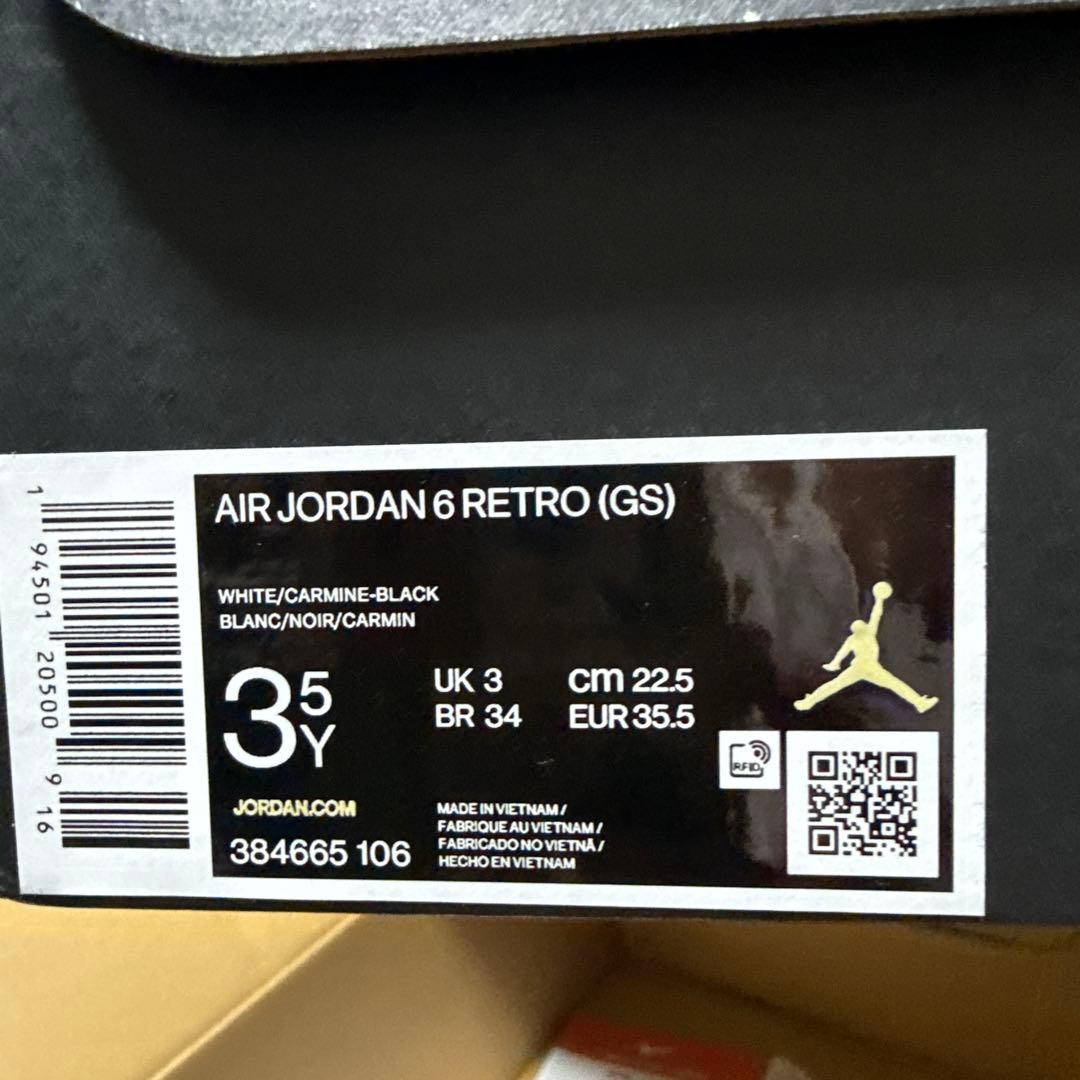 1 94501 20500 9 16
AIR JORDAN 6 RETRO (GS)
WHITE/CARMINE-BLACK
BLANC/NOIR/CARMIN
3 5 Y
UK 3 cm 22.5
BR 34 EUR 35.5
RFID
JORDAN.COM
384665 106
MADE IN VIETNAM /
FABRIQUE AU VIETNAM /
FABRICADO NO VIETNÃ /
HECHO EN VIETNAM